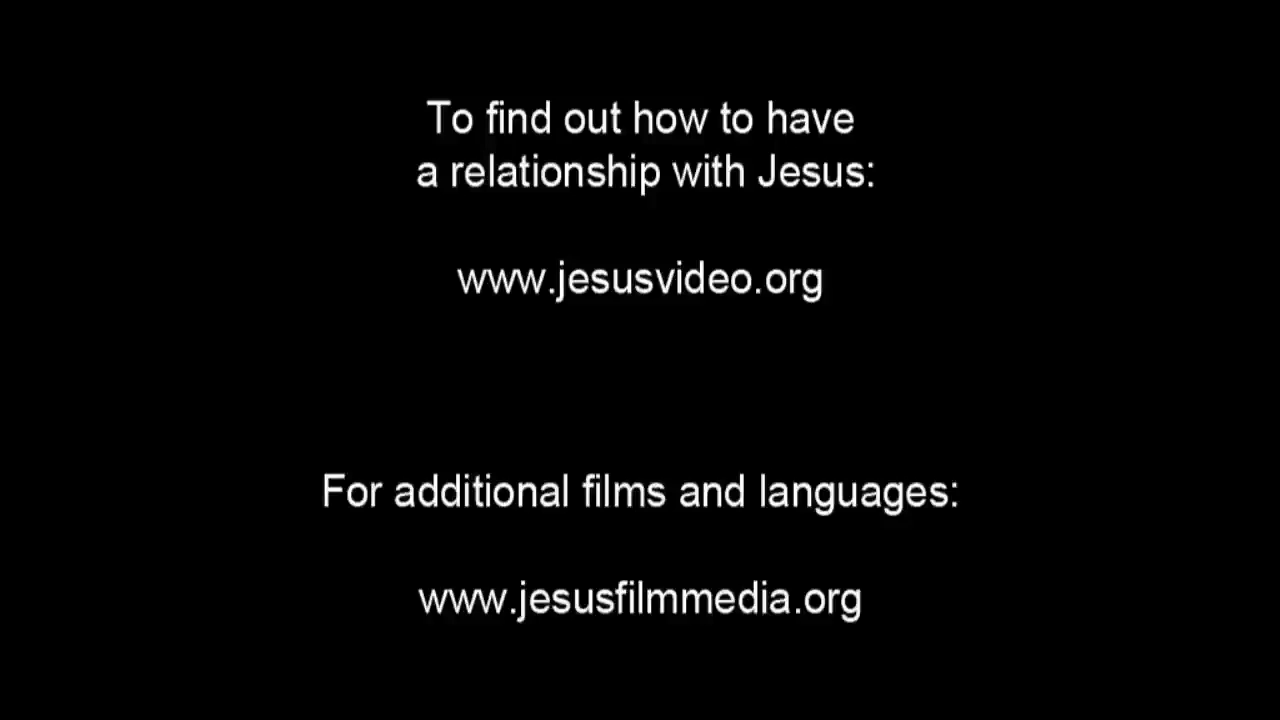 To find out how to have
a relationship with Jesus:
www.jesusvideo.org
For additional films and languages:
www.jesusfilmmedia.org